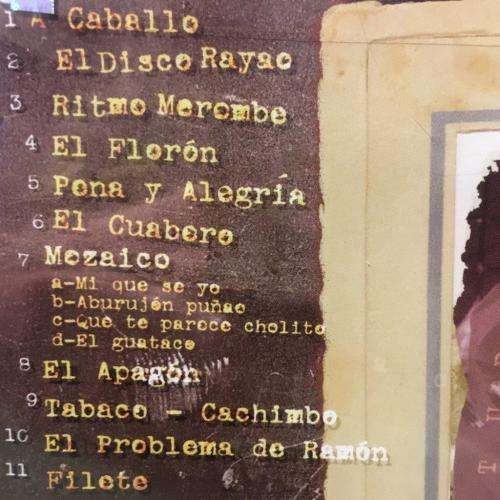 1 A Caballo
2 El Disco Rayao
3 Ritmo Merombe
4 El Florón
5 Pena y Alegría
6 El Cuabero
7 Mozaico
a-Mi que se yo
b-Aburujén puñao
c-Que te parece cholito
d-El guataco
8 El Apagón
9 Tabaco - Cachimbo
10 El Problema de Ramón
11 Filete